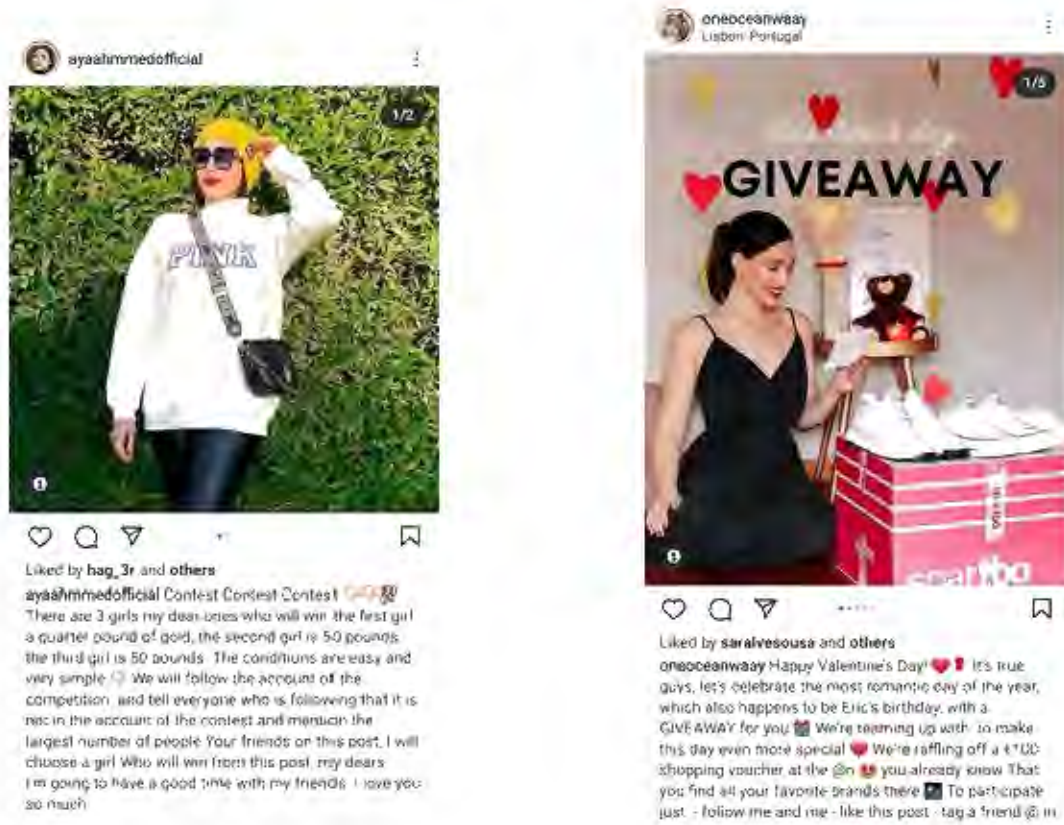 ayaahmmedofficial
1/2
PINK
Liked by hag_3r and others
ayaahmmedofficial Contest Contest Contest
There are 3 girls my dear ones who will win the first girl
a quarter pound of gold, the second girl is 50 pounds
the third girl is 50 pounds The conditions are easy and
very simple We will follow the account of the
competition and tell everyone who is following that it is
not in the account of the contest and mention the
largest number of people Your friends on this post, I will
choose a girl Who will win from this post, my dears
I'm going to have a good time with my friends I love you
so much
oneoceanwaay
Lisbon Portugal
1/5
day
GIVEAWAY
Liked by saralvesousa and others
oneoceanwaay Happy Valentine's Day! It's true
guys, let's celebrate the most romantic day of the year,
which also happens to be Eric's birthday, with a
GIVEAWAY for you We're teaming up with to make
this day even more special We're raffling off a
shopping voucher at the @n you already know That
you find all your favorite brands there To participate
just - follow me and me - like this post - tag a friend @ in